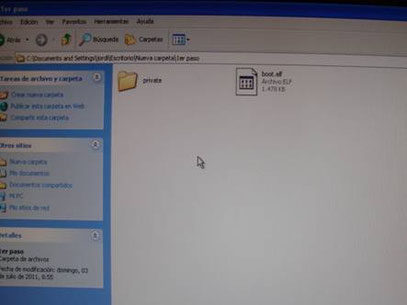 1er paso
Archivo Edición Ver Favoritos Herramientas Ayuda
Atrás Búsqueda Carpetas
C:\Documents and Settings\jordi\Escritorio\Nueva carpeta\1er paso
Tareas de archivo y carpeta
Crear nueva carpeta
Publicar esta carpeta en Web
Compartir esta carpeta
private
boot.elf
Archivo ELF
1.478 KB
Otros sitios
Nueva carpeta
Mis documentos
Documentos compartidos
Mi PC
Mis sitios de red
Detalles
1er paso
Carpeta de archivos
Fecha de modificación: domingo, 03
de julio de 2011,